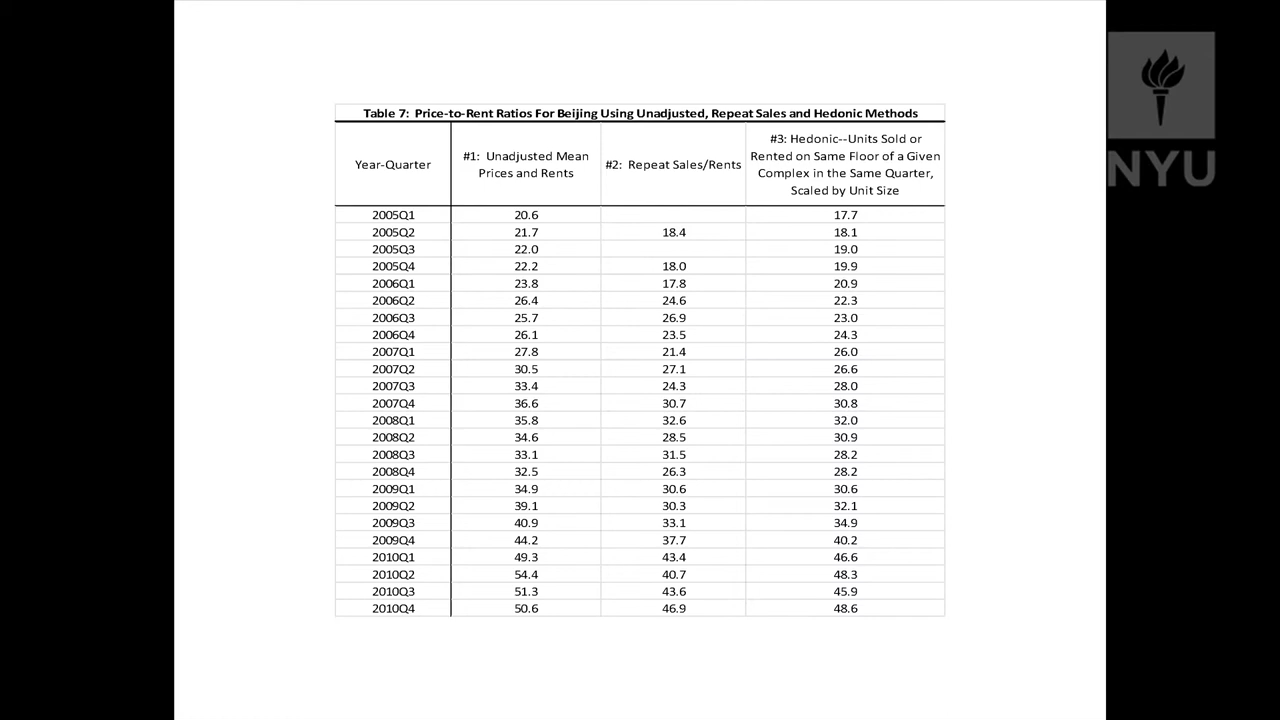 Table 7: Price-to-Rent Ratios For Beijing Using Unadjusted, Repeat Sales and Hedonic Methods
Year-Quarter
#1: Unadjusted Mean
Prices and Rents
#2: Repeat Sales/Rents
#3: Hedonic--Units Sold or
Rented on Same Floor of a Given
Complex in the Same Quarter,
Scaled by Unit Size
2005Q1 20.6 17.7
2005Q2 21.7 18.4 18.1
2005Q3 22.0 19.0
2005Q4 22.2 18.0 19.9
2006Q1 23.8 17.8 20.9
2006Q2 26.4 24.6 22.3
2006Q3 25.7 26.9 23.0
2006Q4 26.1 23.5 24.3
2007Q1 27.8 21.4 26.0
2007Q2 30.5 27.1 26.6
2007Q3 33.4 24.3 28.0
2007Q4 36.6 30.7 30.8
2008Q1 35.8 32.6 32.0
2008Q2 34.6 28.5 30.9
2008Q3 33.1 31.5 28.2
2008Q4 32.5 26.3 28.2
2009Q1 34.9 30.6 30.6
2009Q2 39.1 30.3 32.1
2009Q3 40.9 33.1 34.9
2009Q4 44.2 37.7 40.2
2010Q1 49.3 43.4 46.6
2010Q2 54.4 40.7 48.3
2010Q3 51.3 43.6 45.9
2010Q4 50.6 46.9 48.6
NYU